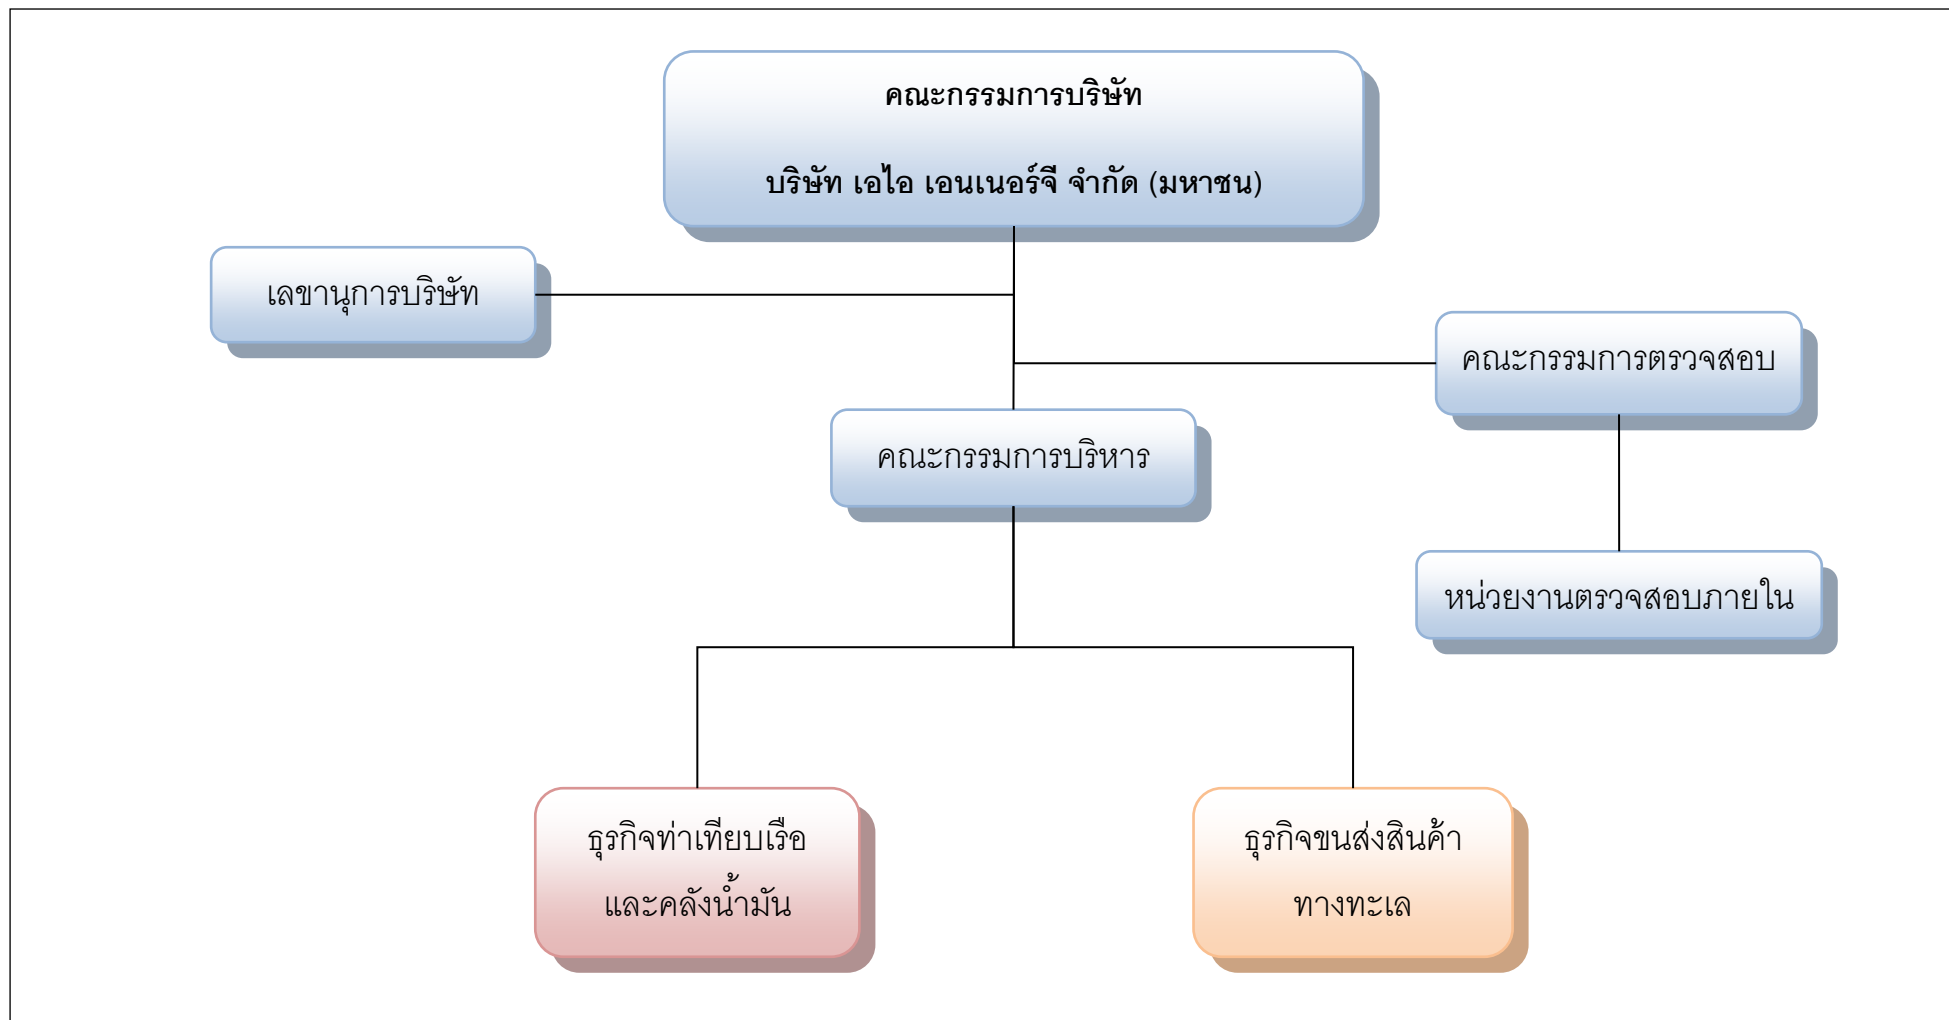 คณะกรรมการบริษัท
บริษัท เอไอ เอนเนอร์จี จำกัด (มหาชน)
เลขานุการบริษัท
คณะกรรมการตรวจสอบ
คณะกรรมการบริหาร
หน่วยงานตรวจสอบภายใน
ธุรกิจท่าเทียบเรือ
และคลังน้ำมัน
ธุรกิจขนส่งสินค้า
ทางทะเล